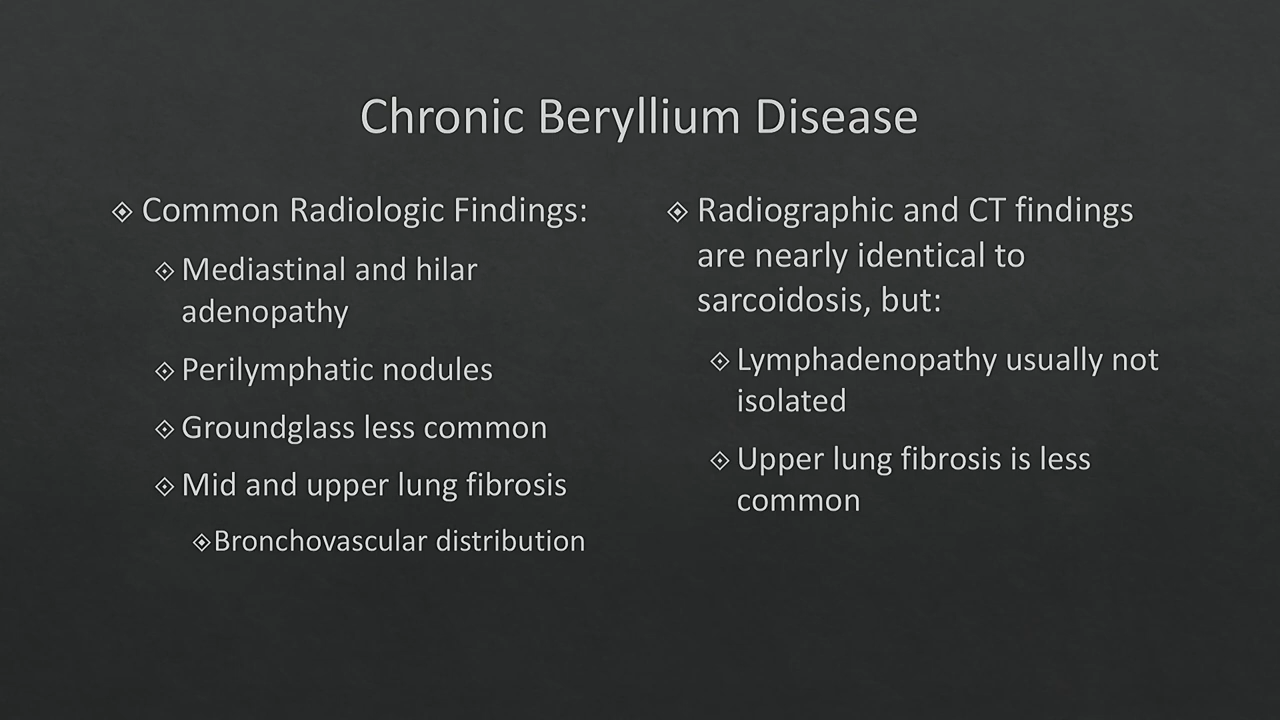 Chronic Beryllium Disease
Common Radiologic Findings:
Mediastinal and hilar
adenopathy
Perilymphatic nodules
Groundglass less common
Mid and upper lung fibrosis
Bronchovascular distribution
Radiographic and CT findings
are nearly identical to
sarcoidosis, but:
Lymphadenopathy usually not
isolated
Upper lung fibrosis is less
common